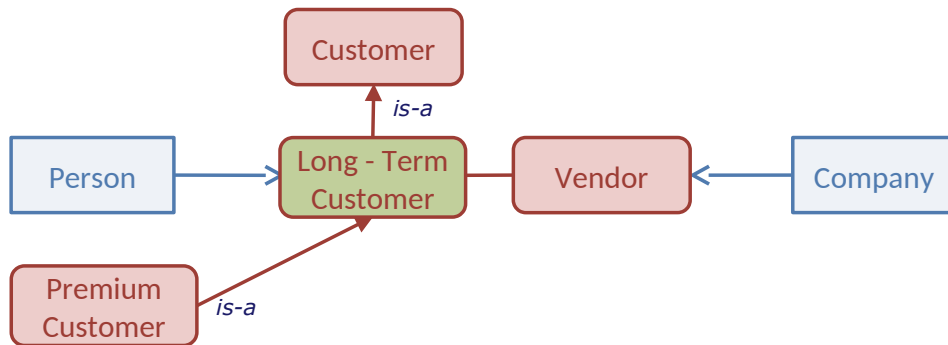 Customer
is-a
Person
Long - Term
Customer
Vendor
Company
Premium
Customer
is-a